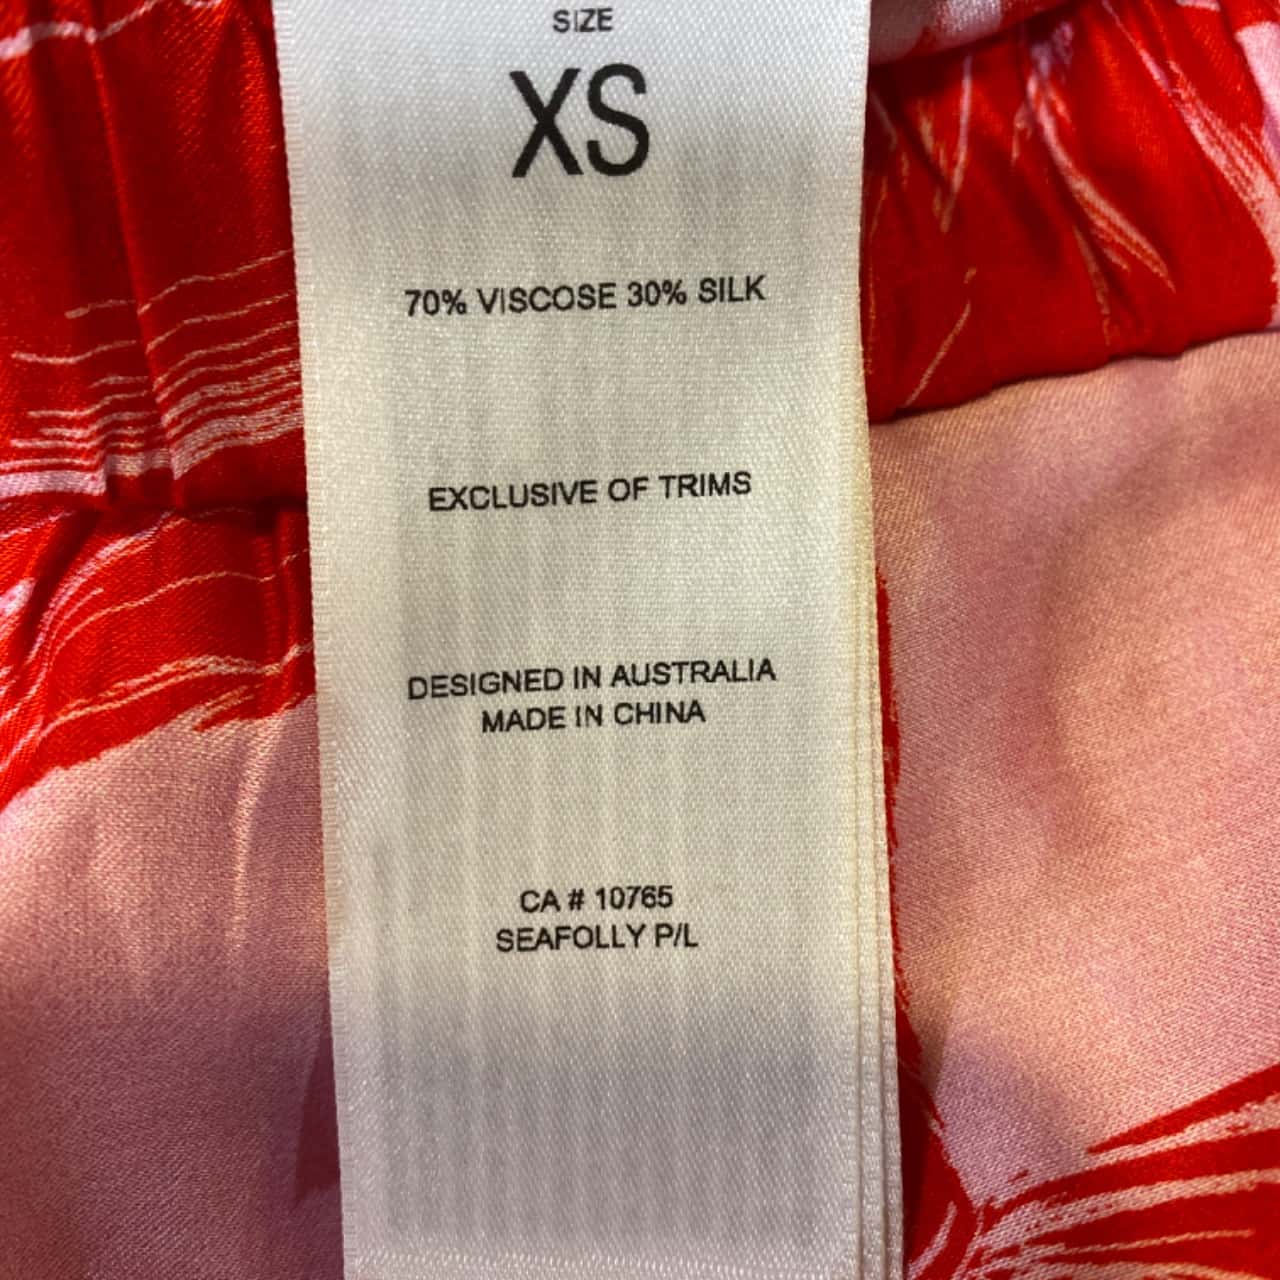 SIZE
XS
70% VISCOSE 30% SILK
EXCLUSIVE OF TRIMS
DESIGNED IN AUSTRALIA
MADE IN CHINA
CA # 10765
SEAFOLLY P/L